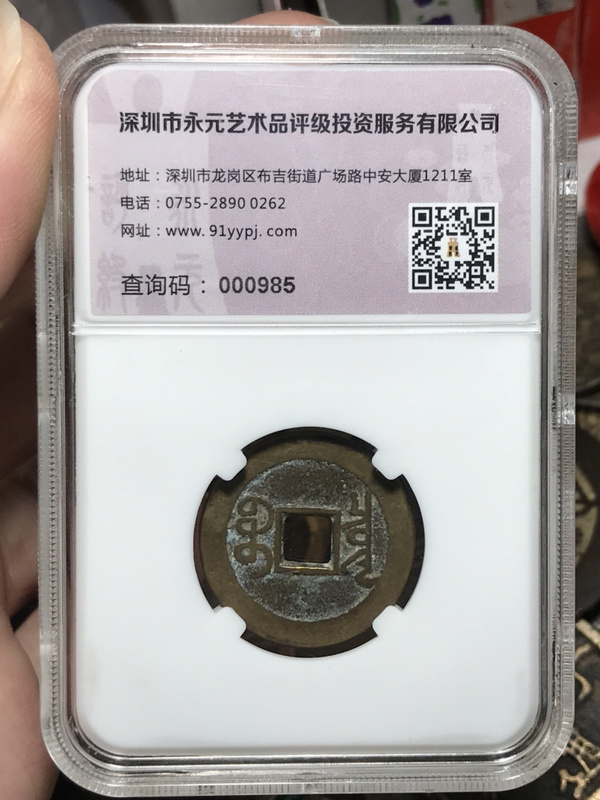 深圳市永元艺术品评级投资服务有限公司
地址：深圳市龙岗区布吉街道广场路中安大厦1211室
电话：0755-2890 0262
网址：www.91yypj.com
查询码：000985